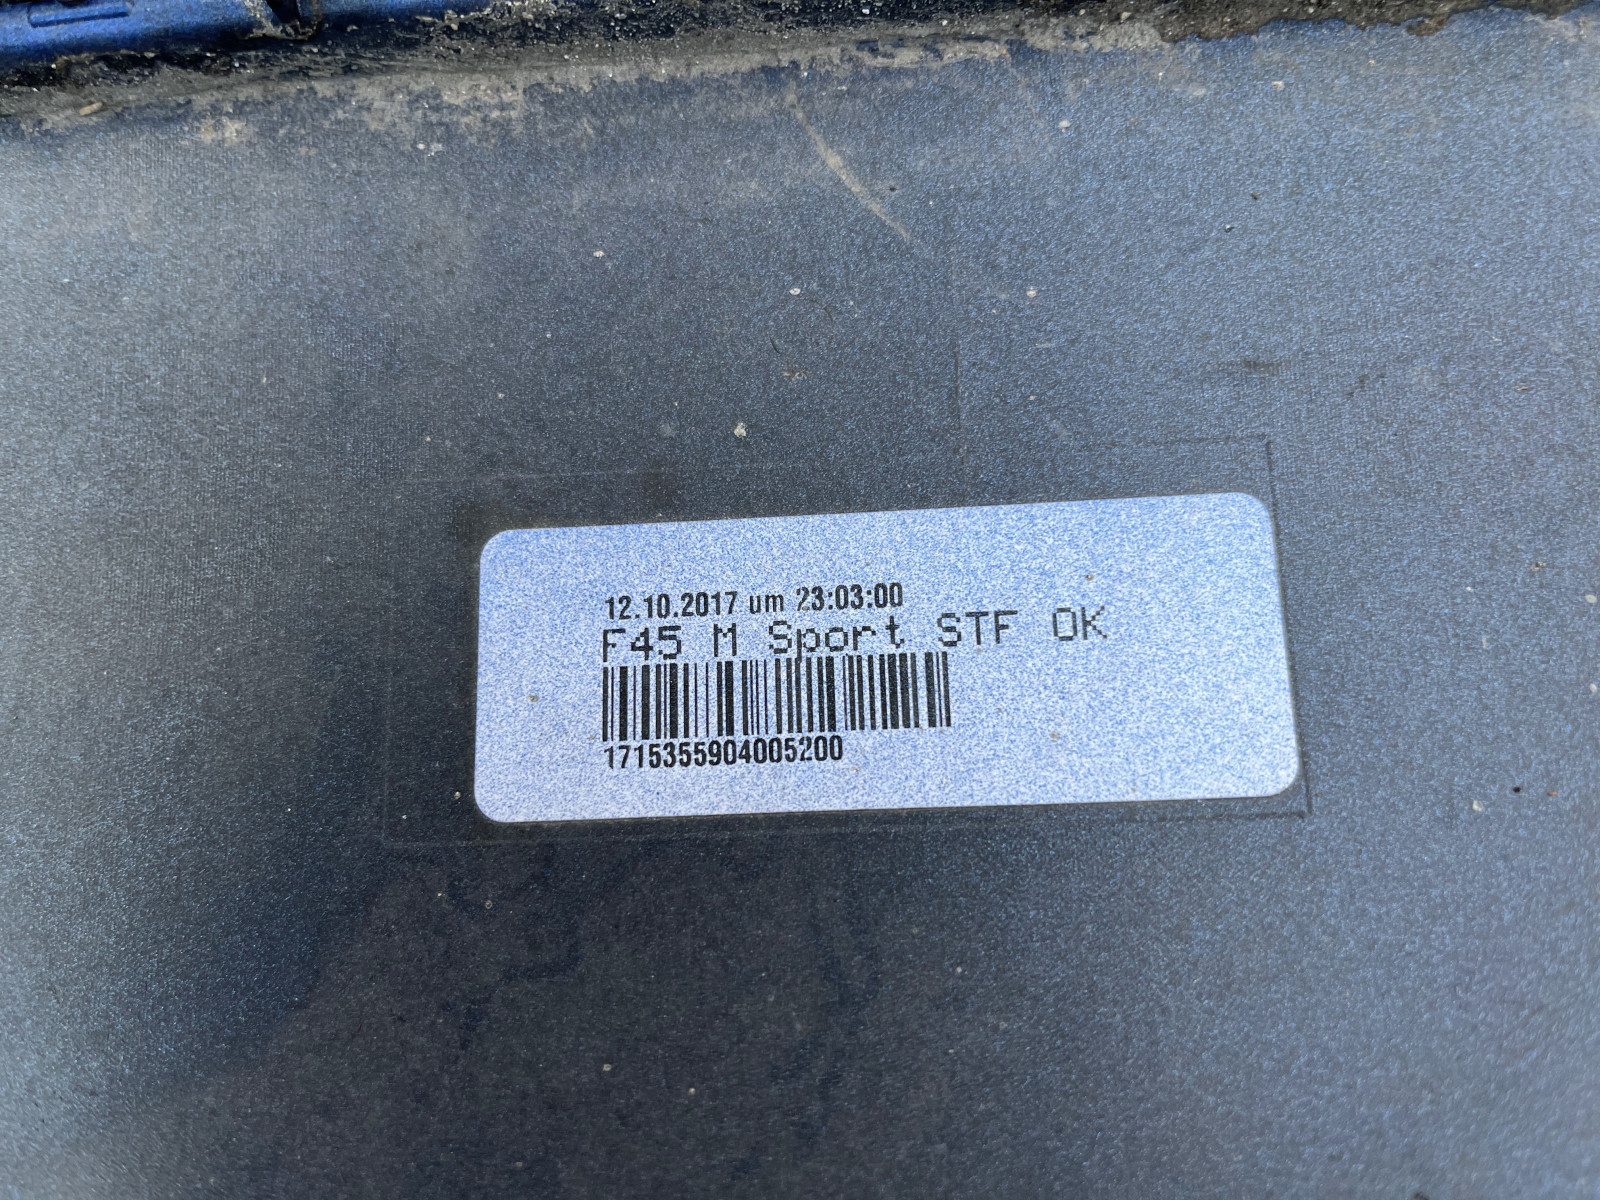 12.10.2017 um 23:03:00
F45 M Sport STF OK
1715355904005200